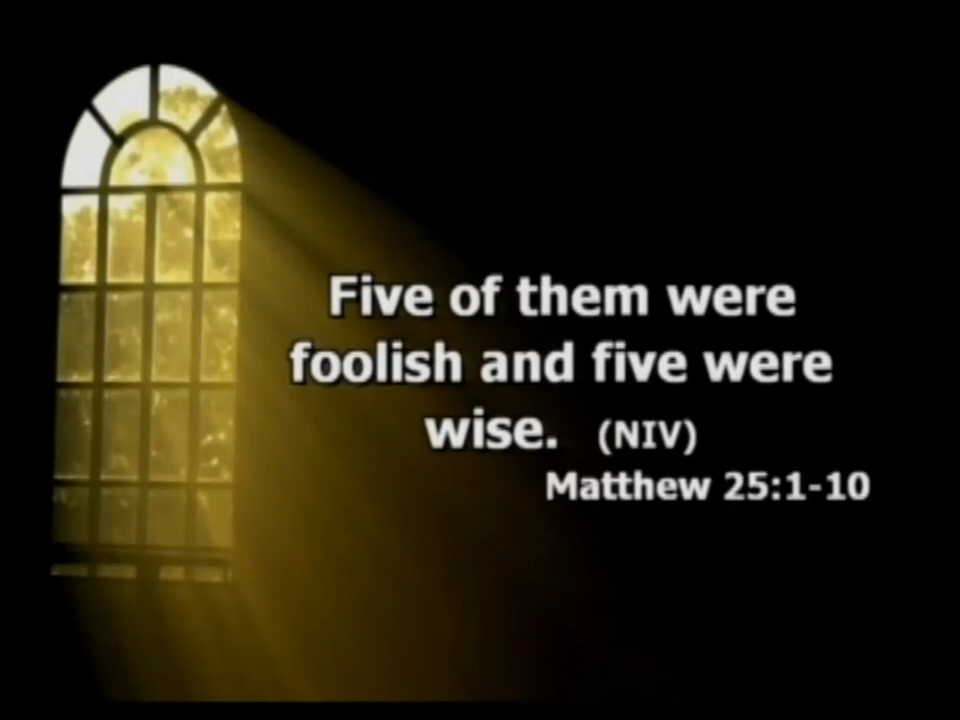 Five of them were
foolish and five were
wise. (NIV)
Matthew 25:1-10